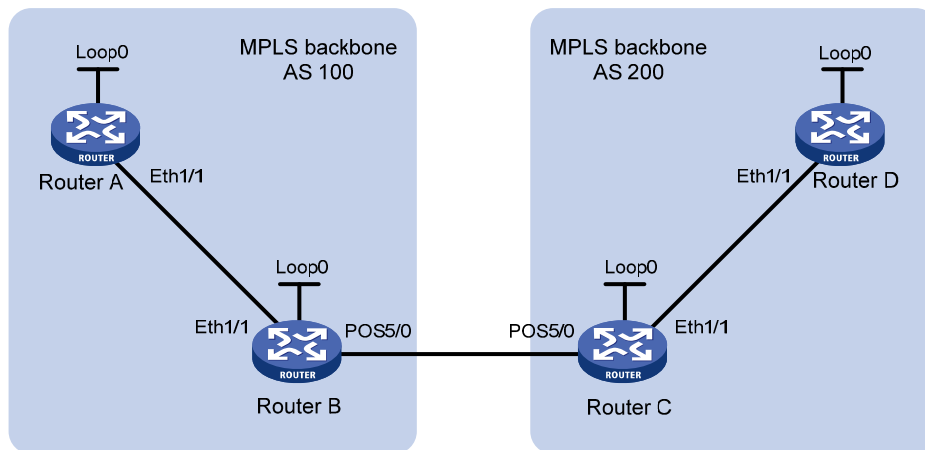 MPLS backbone
AS 100
Loop0
ROUTER
Router A
Eth1/1
Loop0
Eth1/1
POS5/0
ROUTER
Router B
MPLS backbone
AS 200
Loop0
ROUTER
Router D
Eth1/1
Loop0
POS5/0
Eth1/1
ROUTER
Router C